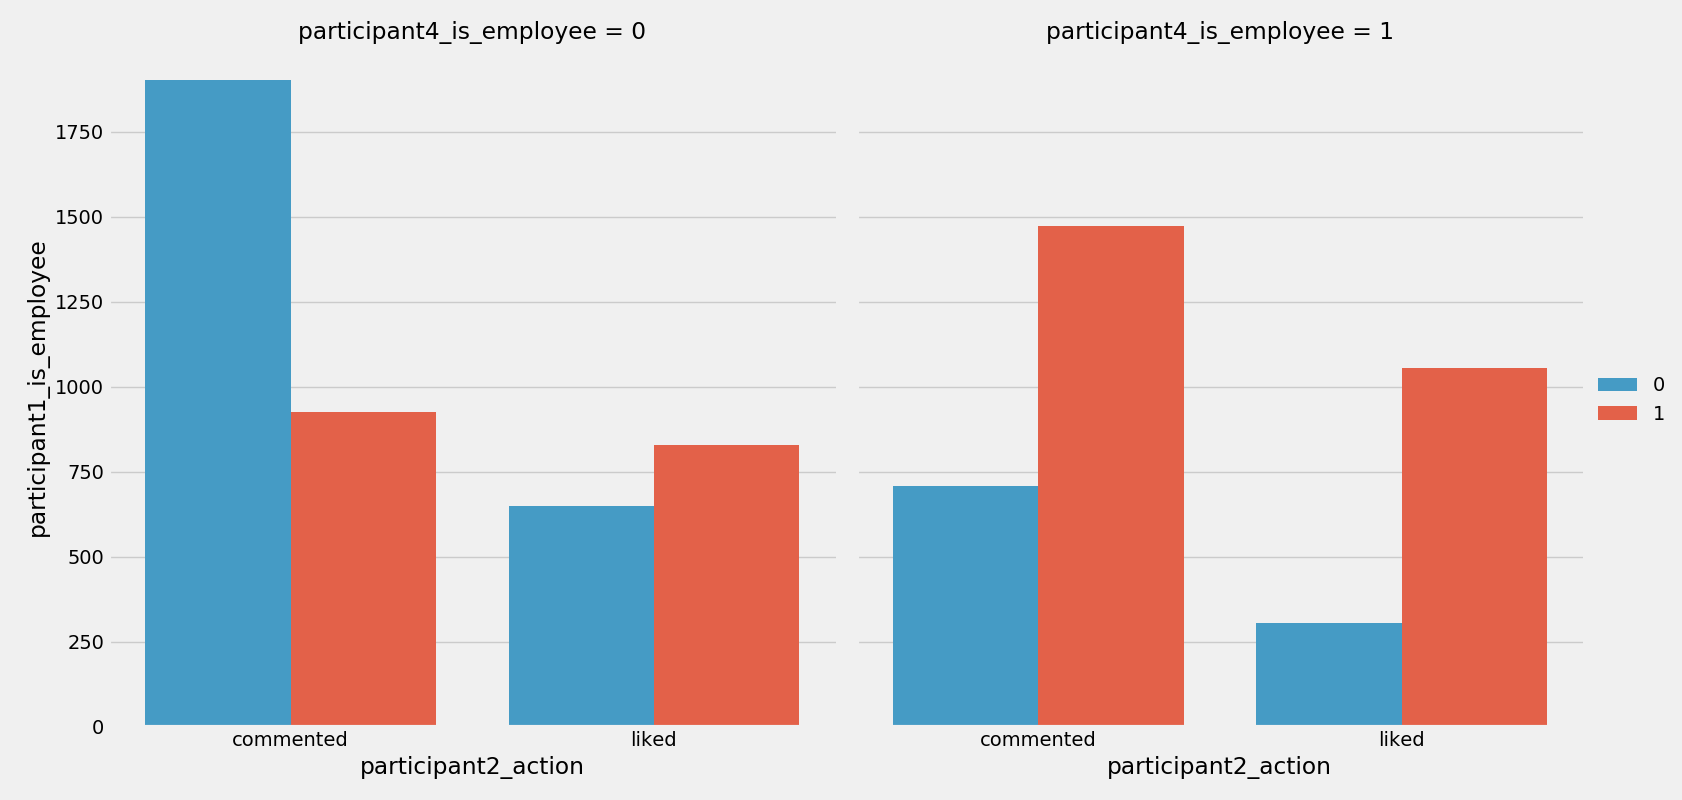 participant4_is_employee = 0
participant4_is_employee = 1
participant1_is_employee
1750
1500
1250
1000
750
500
250
0
commented
liked
participant2_action
commented
liked
participant2_action
0
1